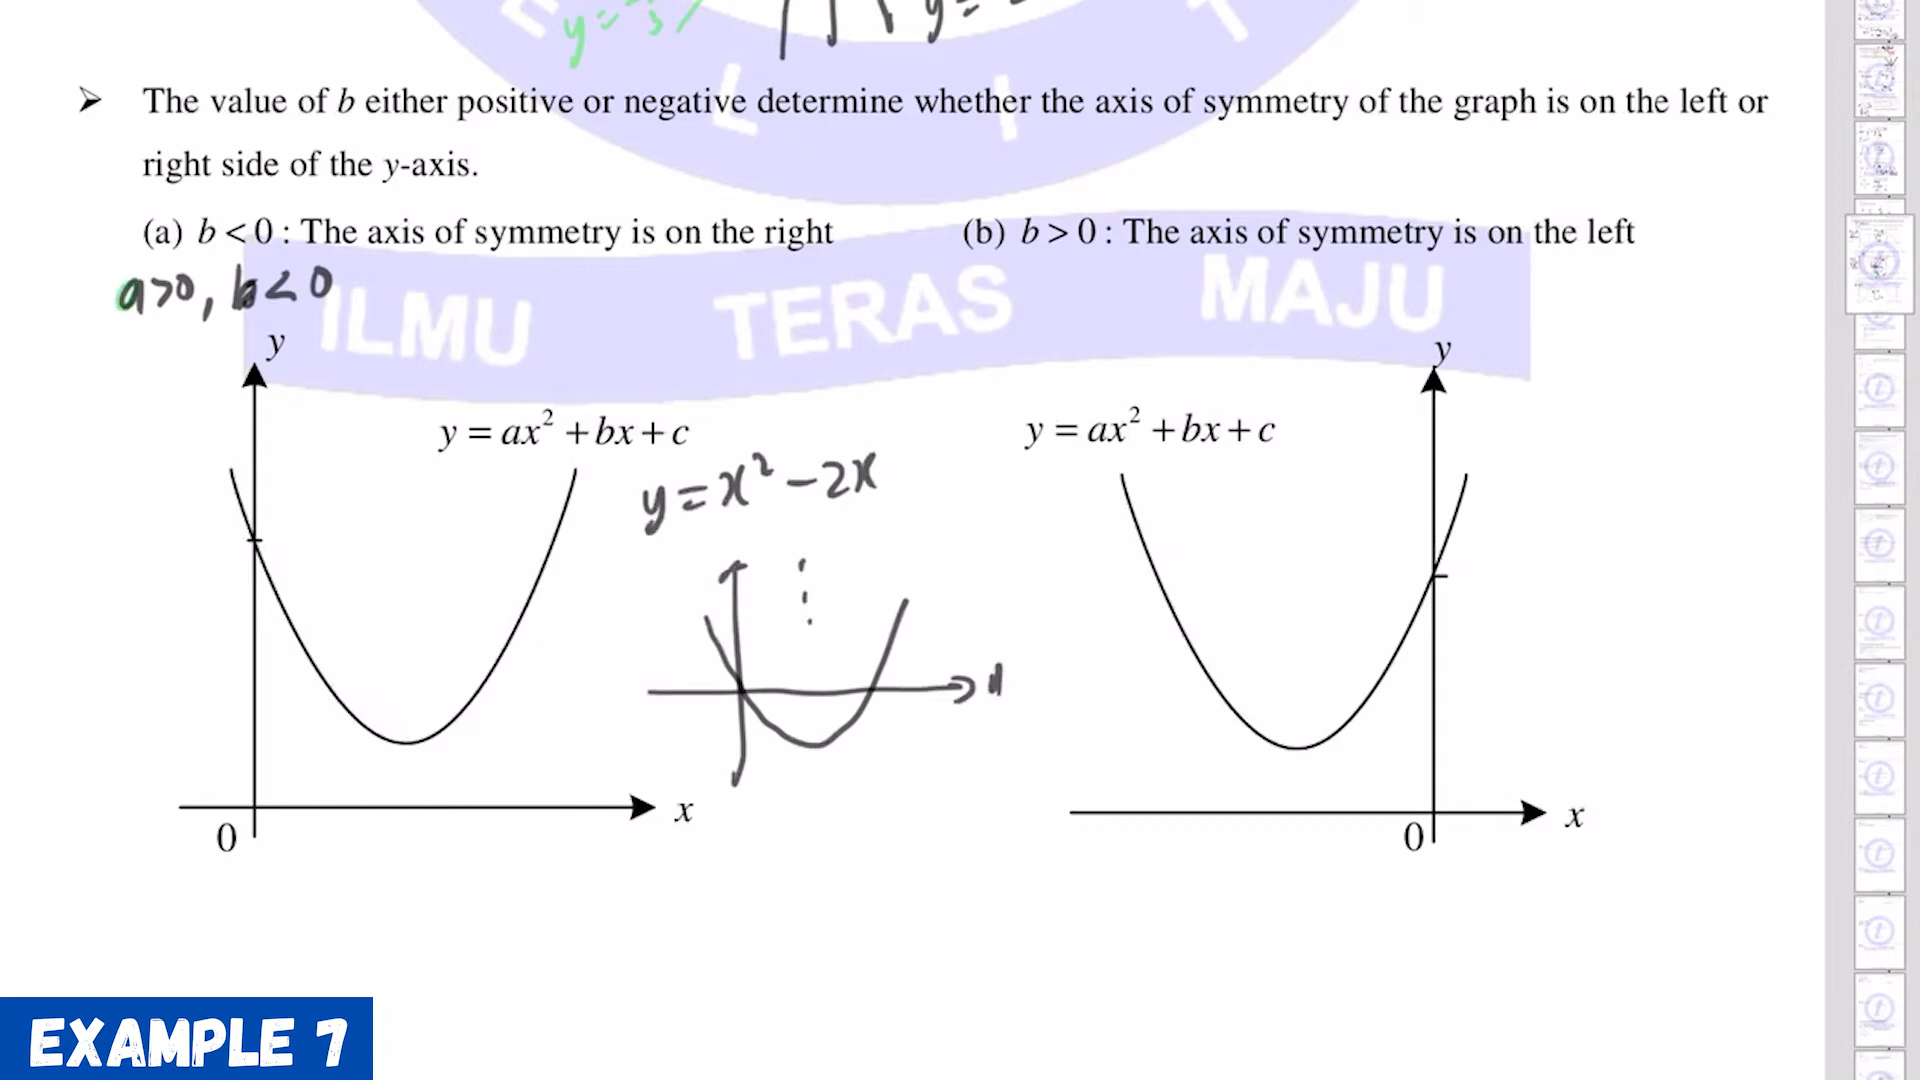 y =
y =
E L I T
➢ The value of b either positive or negative determine whether the axis of symmetry of the graph is on the left or
right side of the y-axis.
(a) b < 0 : The axis of symmetry is on the right
(b) b > 0 : The axis of symmetry is on the left
a>0, b<0
ILMU TERAS MAJU
y
y = ax² + bx + c
y = x² − 2x
0
x
y
y = ax² + bx + c
0
x
EXAMPLE 7